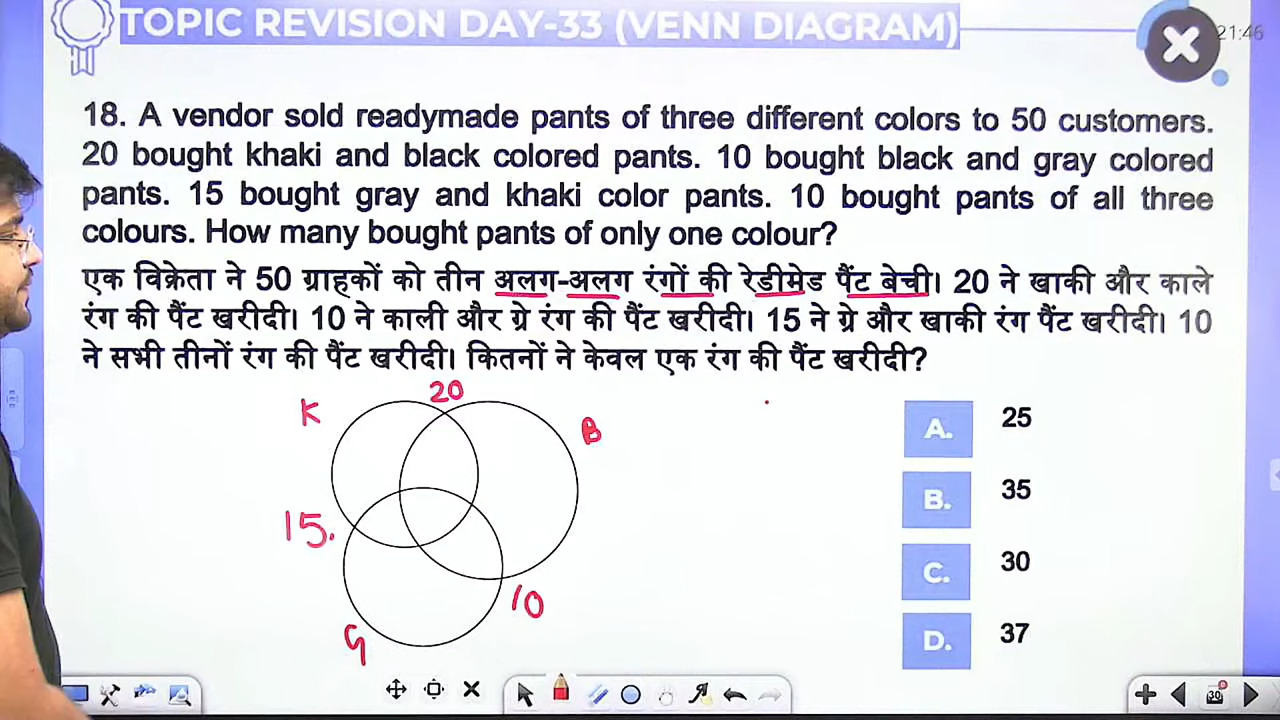 TOPIC REVISION DAY-33 (VENN DIAGRAM)
21:46
18. A vendor sold readymade pants of three different colors to 50 customers.
20 bought khaki and black colored pants. 10 bought black and gray colored
pants. 15 bought gray and khaki color pants. 10 bought pants of all three
colours. How many bought pants of only one colour?
एक विक्रेता ने 50 ग्राहकों को तीन अलग-अलग रंगों की रेडीमेड पैंट बेची। 20 ने खाकी और काले
रंग की पैंट खरीदी। 10 ने काली और ग्रे रंग की पैंट खरीदी। 15 ने ग्रे और खाकी रंग पैंट खरीदी। 10
ने सभी तीनों रंग की पैंट खरीदी। कितनों ने केवल एक रंग की पैंट खरीदी?
K
20
B
15.
10
G
A. 25
B. 35
C. 30
D. 37
30